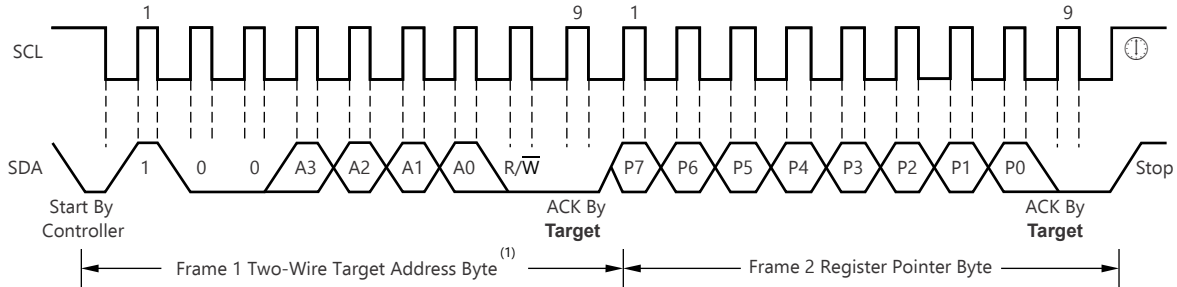 1 9 1 9
SCL
SDA 1 0 0 A3 A2 A1 A0 R/W̅ P7 P6 P5 P4 P3 P2 P1 P0 Stop
Start By ACK By ACK By
Controller Target Target
Frame 1 Two-Wire Target Address Byte(1) Frame 2 Register Pointer Byte